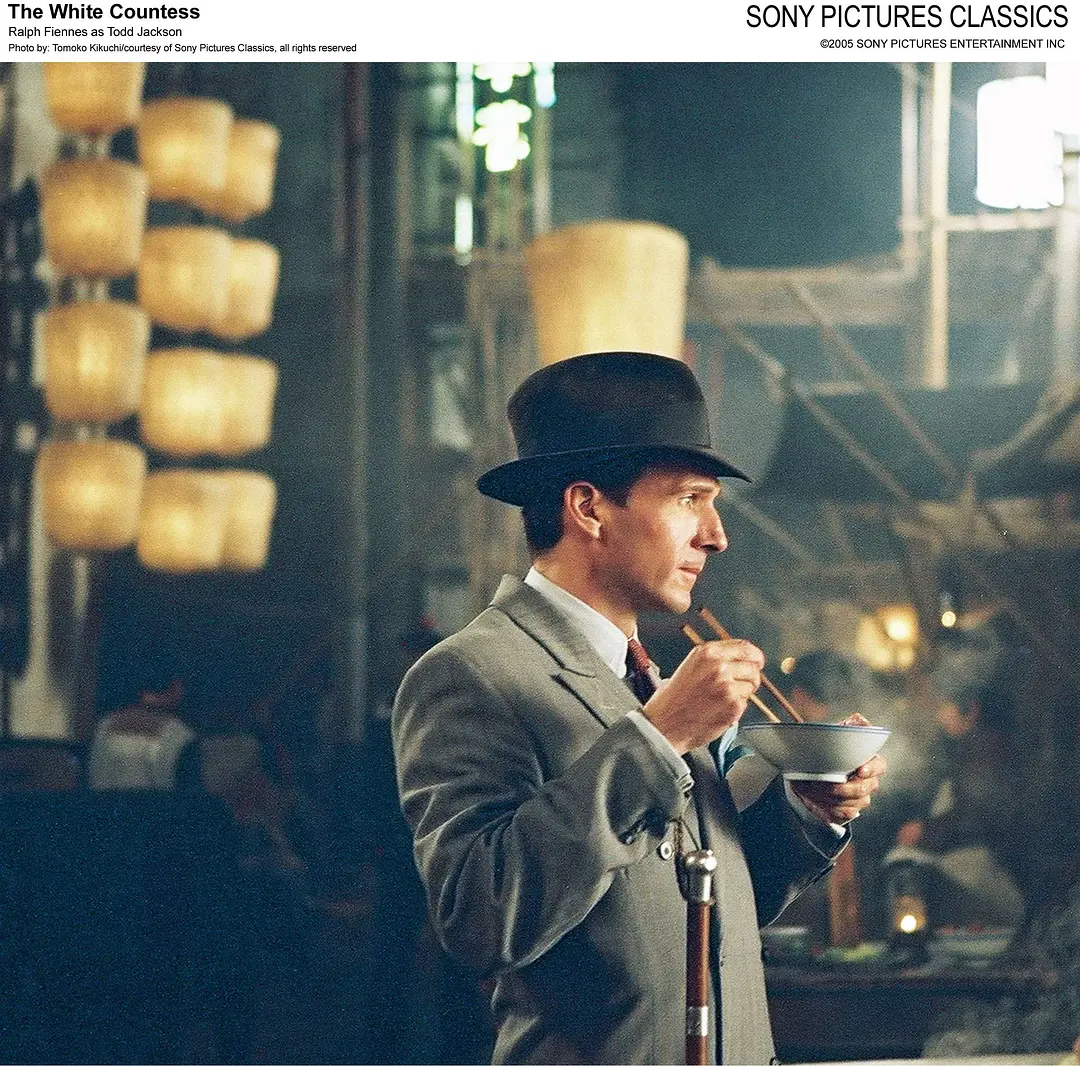 The White Countess
Ralph Fiennes as Todd Jackson
Photo by: Tomoko Kikuchi/courtesy of Sony Pictures Classics, all rights reserved
SONY PICTURES CLASSICS
©2005 SONY PICTURES ENTERTAINMENT INC